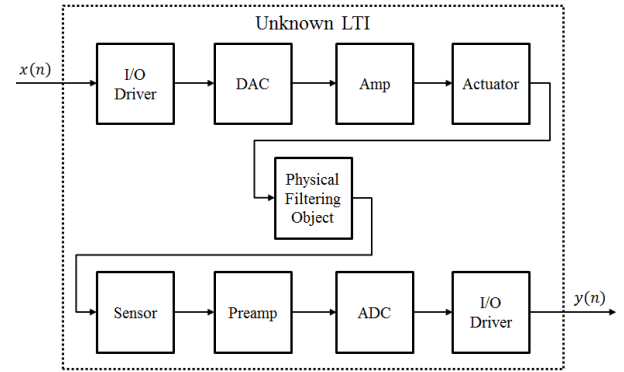 Unknown LTI
x(n)
I/O
Driver
DAC
Amp
Actuator
Physical
Filtering
Object
Sensor
Preamp
ADC
I/O
Driver
y(n)